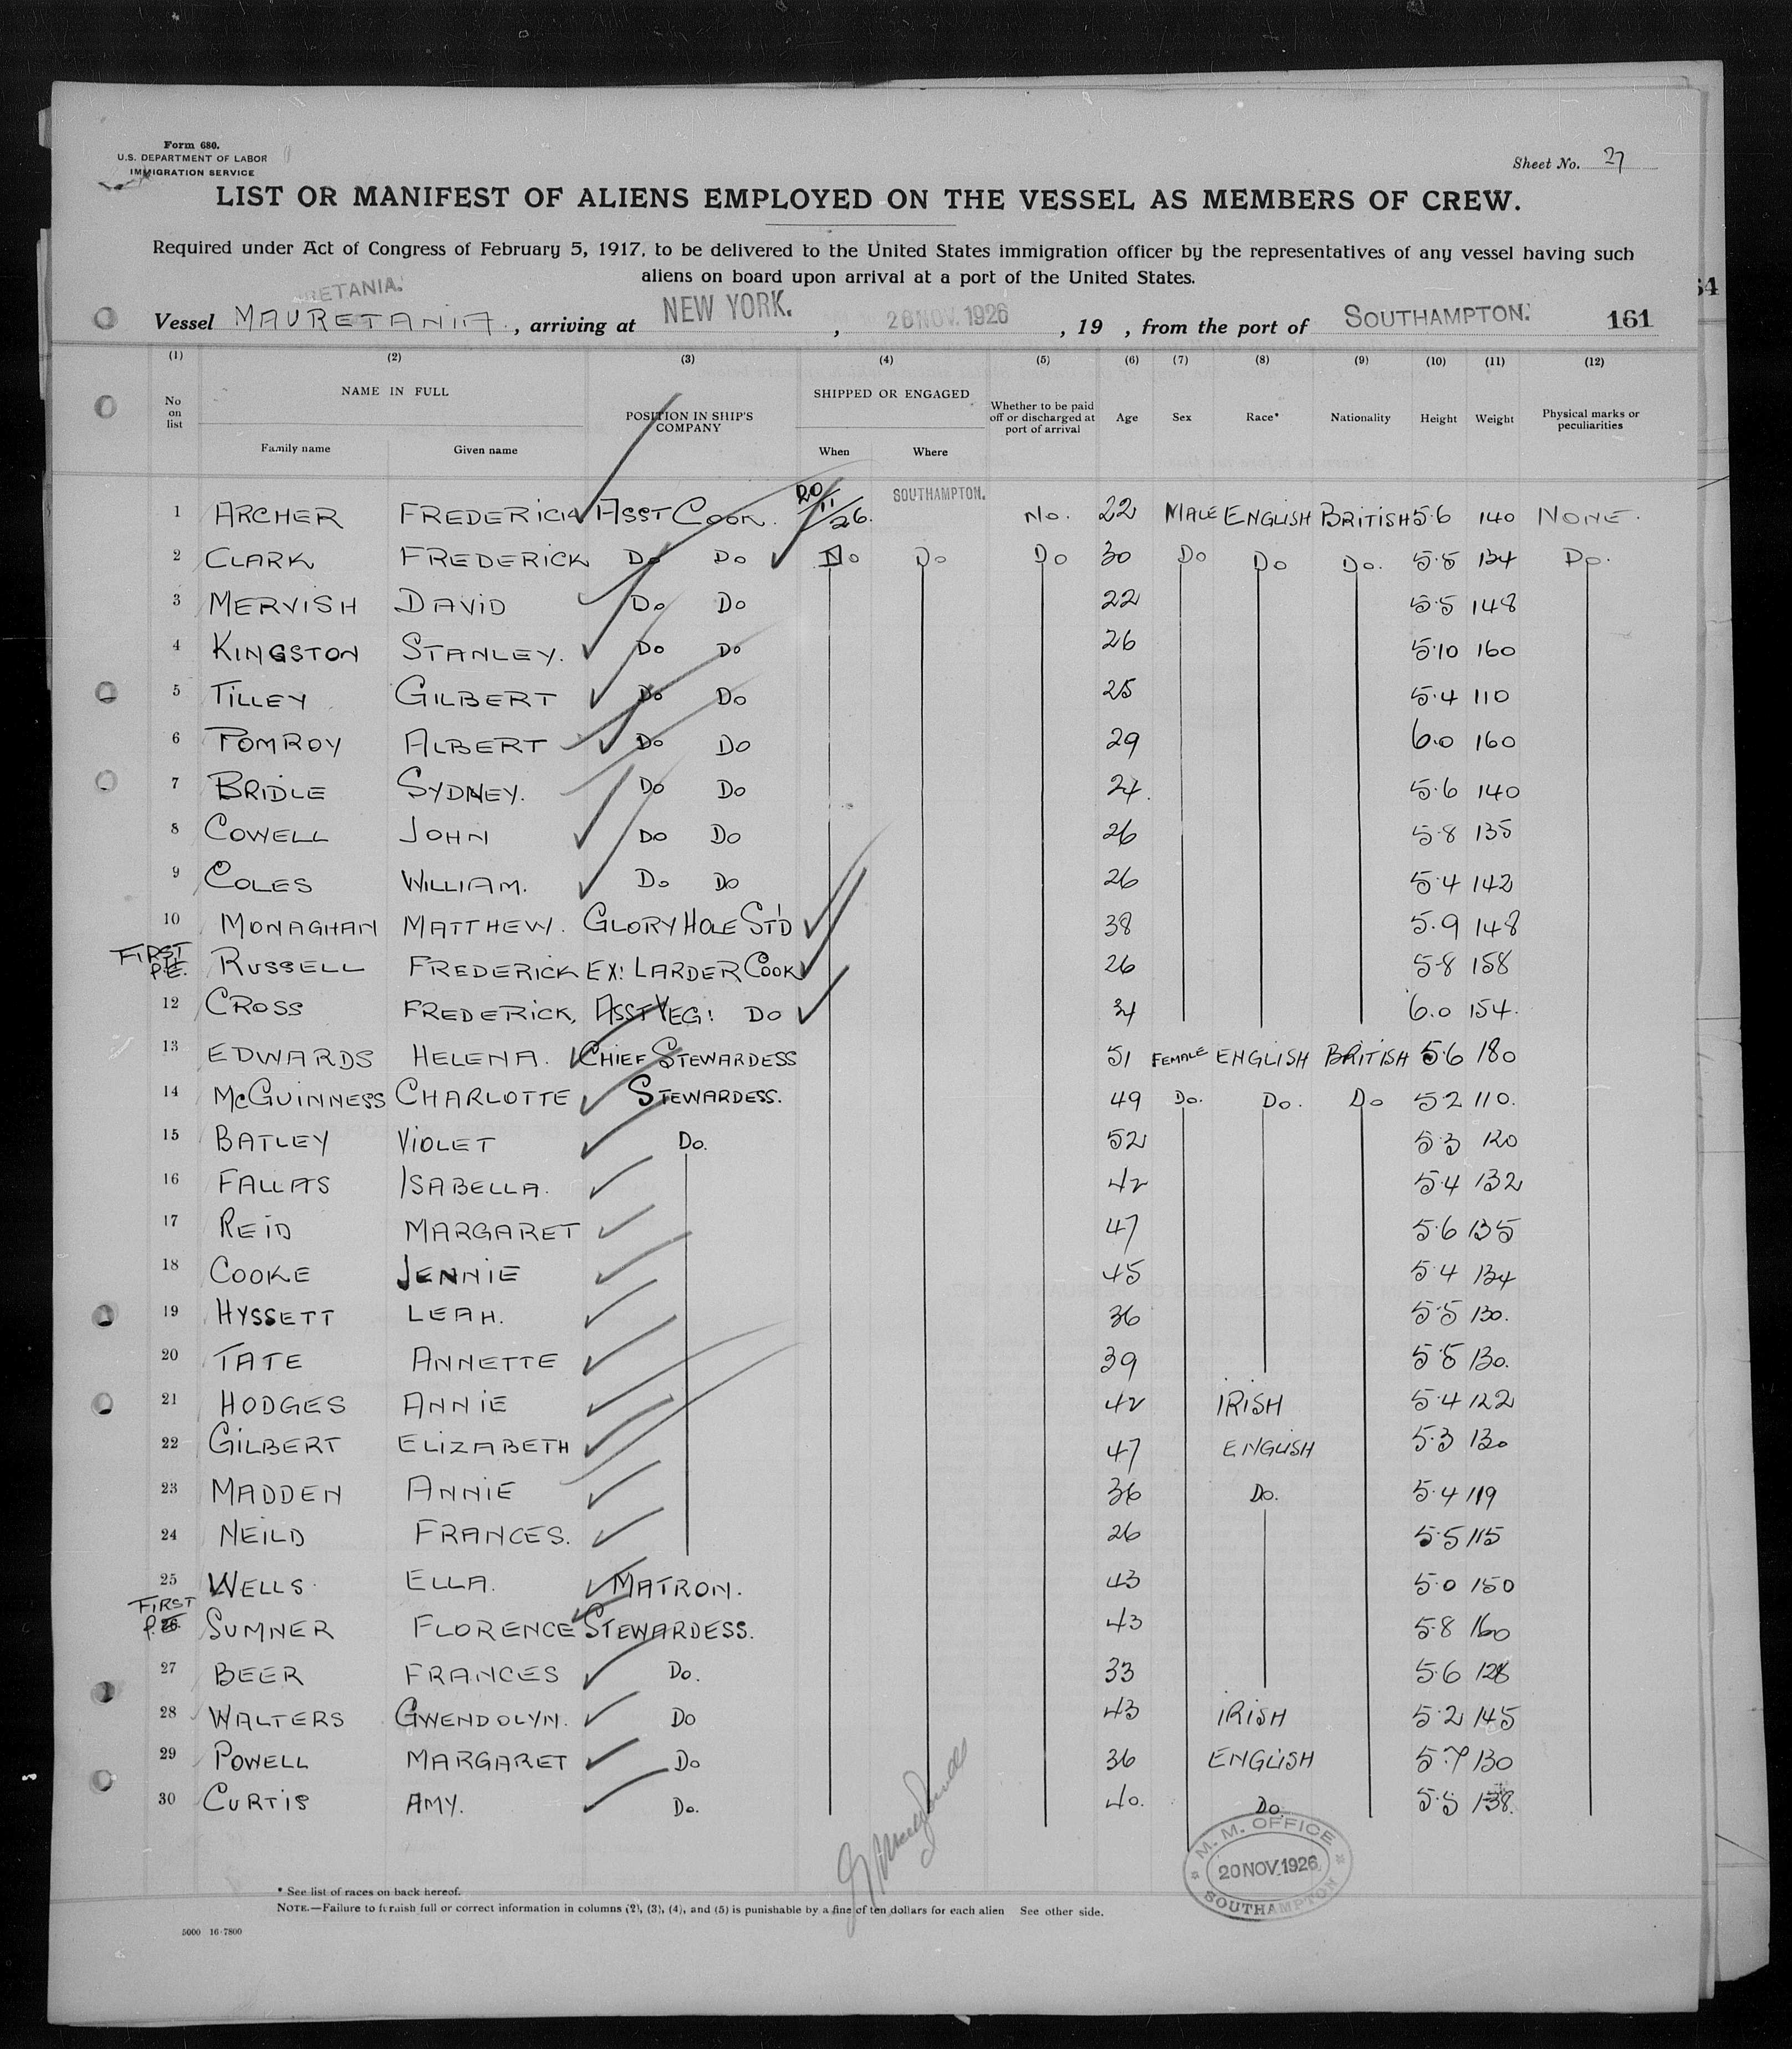 Form 680.
U.S. DEPARTMENT OF LABOR
IMMIGRATION SERVICE
Sheet No. 27
LIST OR MANIFEST OF ALIENS EMPLOYED ON THE VESSEL AS MEMBERS OF CREW.
Required under Act of Congress of February 5, 1917, to be delivered to the United States immigration officer by the representatives of any vessel having such
aliens on board upon arrival at a port of the United States.
RETANIA.
Vessel MAURETANIA, arriving at NEW YORK. , 26 NOV. 1926 , 19 , from the port of SOUTHAMPTON. 161
(1) (2) (3) (4) (5) (6) (7) (8) (9) (10) (11) (12)
No on list NAME IN FULL Family name Given name POSITION IN SHIP'S COMPANY SHIPPED OR ENGAGED When Where Whether to be paid off or discharged at port of arrival Age Sex Race* Nationality Height Weight Physical marks or peculiarities
1 ARCHER FREDERICK ASST COOK. 20/11/26. SOUTHAMPTON. No. 22 MALE ENGLISH BRITISH 5.6 140 NONE.
2 CLARK FREDERICK Do Do Do Do Do 30 Do Do Do. 5.5 134 Do.
3 MERVISH DAVID Do Do 22 5.5 148
4 KINGSTON STANLEY. Do Do 26 5.10 160
5 TILLEY GILBERT Do Do 25 5.4 110
6 POMROY ALBERT Do Do 29 6.0 160
7 BRIDLE SYDNEY. Do Do 24. 5.6 140
8 COWELL JOHN Do Do 26 5.8 135
9 COLES WILLIAM. Do Do 26 5.4 142
10 MONAGHAN MATTHEW. GLORY HOLE ST'D 38 5.9 148
FIRST P.E. RUSSELL FREDERICK EX: LARDER COOK 26 5.8 158
12 CROSS FREDERICK, ASST VEG: Do 31 6.0 154.
13 EDWARDS HELENA. CHIEF STEWARDESS 51 FEMALE ENGLISH BRITISH 5.6 180
14 McGUINNESS CHARLOTTE STEWARDESS. 49 Do. Do. Do 5.2 110.
15 BATLEY VIOLET Do. 52 5.3 120
16 FALLAS ISABELLA. 42 5.4 132
17 REID MARGARET 47 5.6 135
18 COOKE JENNIE 45 5.4 134
19 HYSSETT LEAH. 36 5.5 130.
20 TATE ANNETTE 39 5.5 130.
21 HODGES ANNIE 42 IRISH 5.4 122
22 GILBERT ELIZABETH 47 ENGLISH 5.3 130
23 MADDEN ANNIE 36 Do. 5.4 119
24 NEILD FRANCES. 26 5.5 115
25 WELLS. ELLA. MATRON. 43 5.0 150
FIRST P.E. 26 SUMNER FLORENCE STEWARDESS. 43 5.8 160
27 BEER FRANCES Do. 33 5.6 128
28 WALTERS GWENDOLYN. Do 43 IRISH 5.2 145
29 POWELL MARGARET Do 36 ENGLISH 5.7 130
30 CURTIS AMY. Do. 40. Do. 5.5 138.
M. M. OFFICE
20 NOV. 1926
SOUTHAMPTON
* See list of races on back hereof.
NOTE.—Failure to furnish full or correct information in columns (2), (3), (4), and (5) is punishable by a fine of ten dollars for each alien See other side.
5000 16-7800